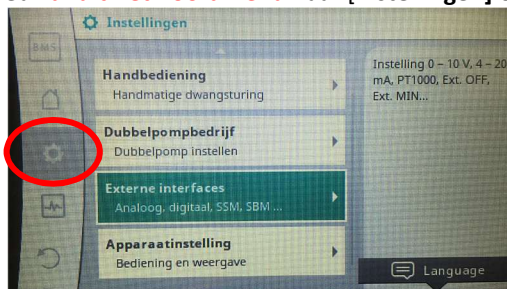 Instellingen
BMS
Handbediening
Handmatige dwangsturing
Dubbelpompbedrijf
Dubbelpomp instellen
Externe interfaces
Analoog, digitaal, SSM, SBM ...
Apparaatinstelling
Bediening en weergave
Instelling 0 – 10 V, 4 – 20
mA, PT1000, Ext. OFF,
Ext. MIN...
Language